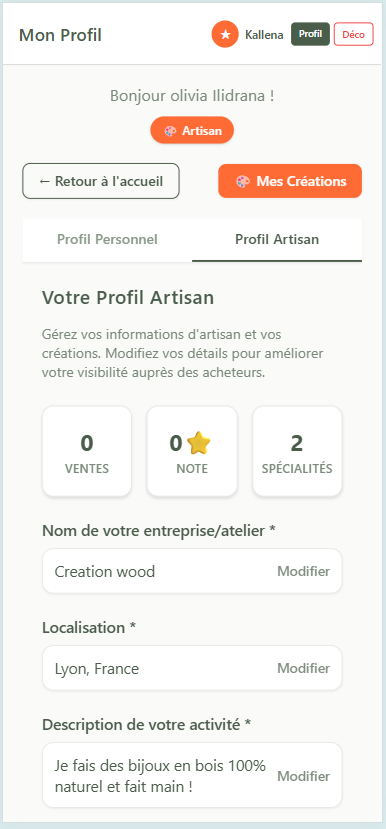 Mon Profil
Kallena
Profil
Déco
Bonjour olivia Ilidrana !
Artisan
← Retour à l'accueil
Mes Créations
Profil Personnel
Profil Artisan
Votre Profil Artisan
Gérez vos informations d'artisan et vos
créations. Modifiez vos détails pour améliorer
votre visibilité auprès des acheteurs.
0
VENTES
0⭐
NOTE
2
SPÉCIALITÉS
Nom de votre entreprise/atelier *
Creation wood
Modifier
Localisation *
Lyon, France
Modifier
Description de votre activité *
Je fais des bijoux en bois 100%
naturel et fait main !
Modifier